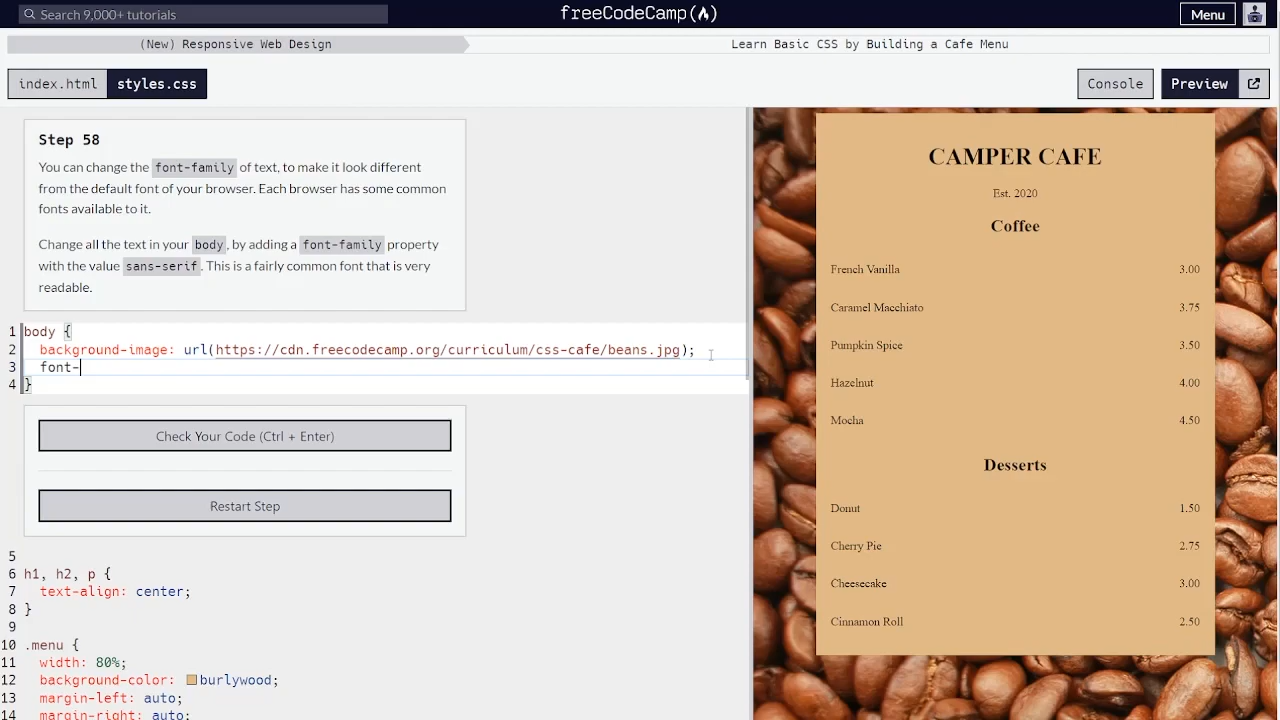 Search 9,000+ tutorials
freeCodeCamp
Menu
(New) Responsive Web Design
Learn Basic CSS by Building a Cafe Menu
index.html
styles.css
Console
Preview
Step 58
You can change the font-family of text, to make it look different
from the default font of your browser. Each browser has some common
fonts available to it.
Change all the text in your body, by adding a font-family property
with the value sans-serif. This is a fairly common font that is very
readable.
1 body {
2 background-image: url(https://cdn.freecodecamp.org/curriculum/css-cafe/beans.jpg);
3 font-
4 }
Check Your Code (Ctrl + Enter)
Restart Step
5
6 h1, h2, p {
7 text-align: center;
8 }
9
10 .menu {
11 width: 80%;
12 background-color: burlywood;
13 margin-left: auto;
14 margin-right: auto;
CAMPER CAFE
Est. 2020
Coffee
French Vanilla 3.00
Caramel Macchiato 3.75
Pumpkin Spice 3.50
Hazelnut 4.00
Mocha 4.50
Desserts
Donut 1.50
Cherry Pie 2.75
Cheesecake 3.00
Cinnamon Roll 2.50